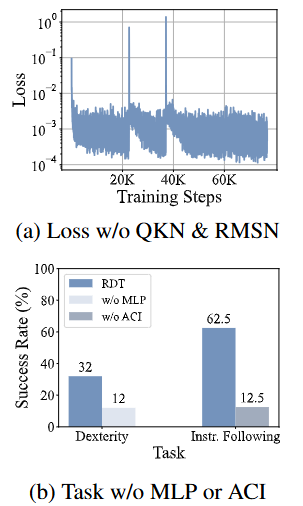 10⁰
10⁻¹
10⁻²
10⁻³
10⁻⁴
Loss
20K 40K 60K
Training Steps
(a) Loss w/o QKN & RMSN
100
80
60
40
20
0
Success Rate (%)
RDT
w/o MLP
w/o ACI
32
12
62.5
12.5
Dexterity Instr. Following
Task
(b) Task w/o MLP or ACI